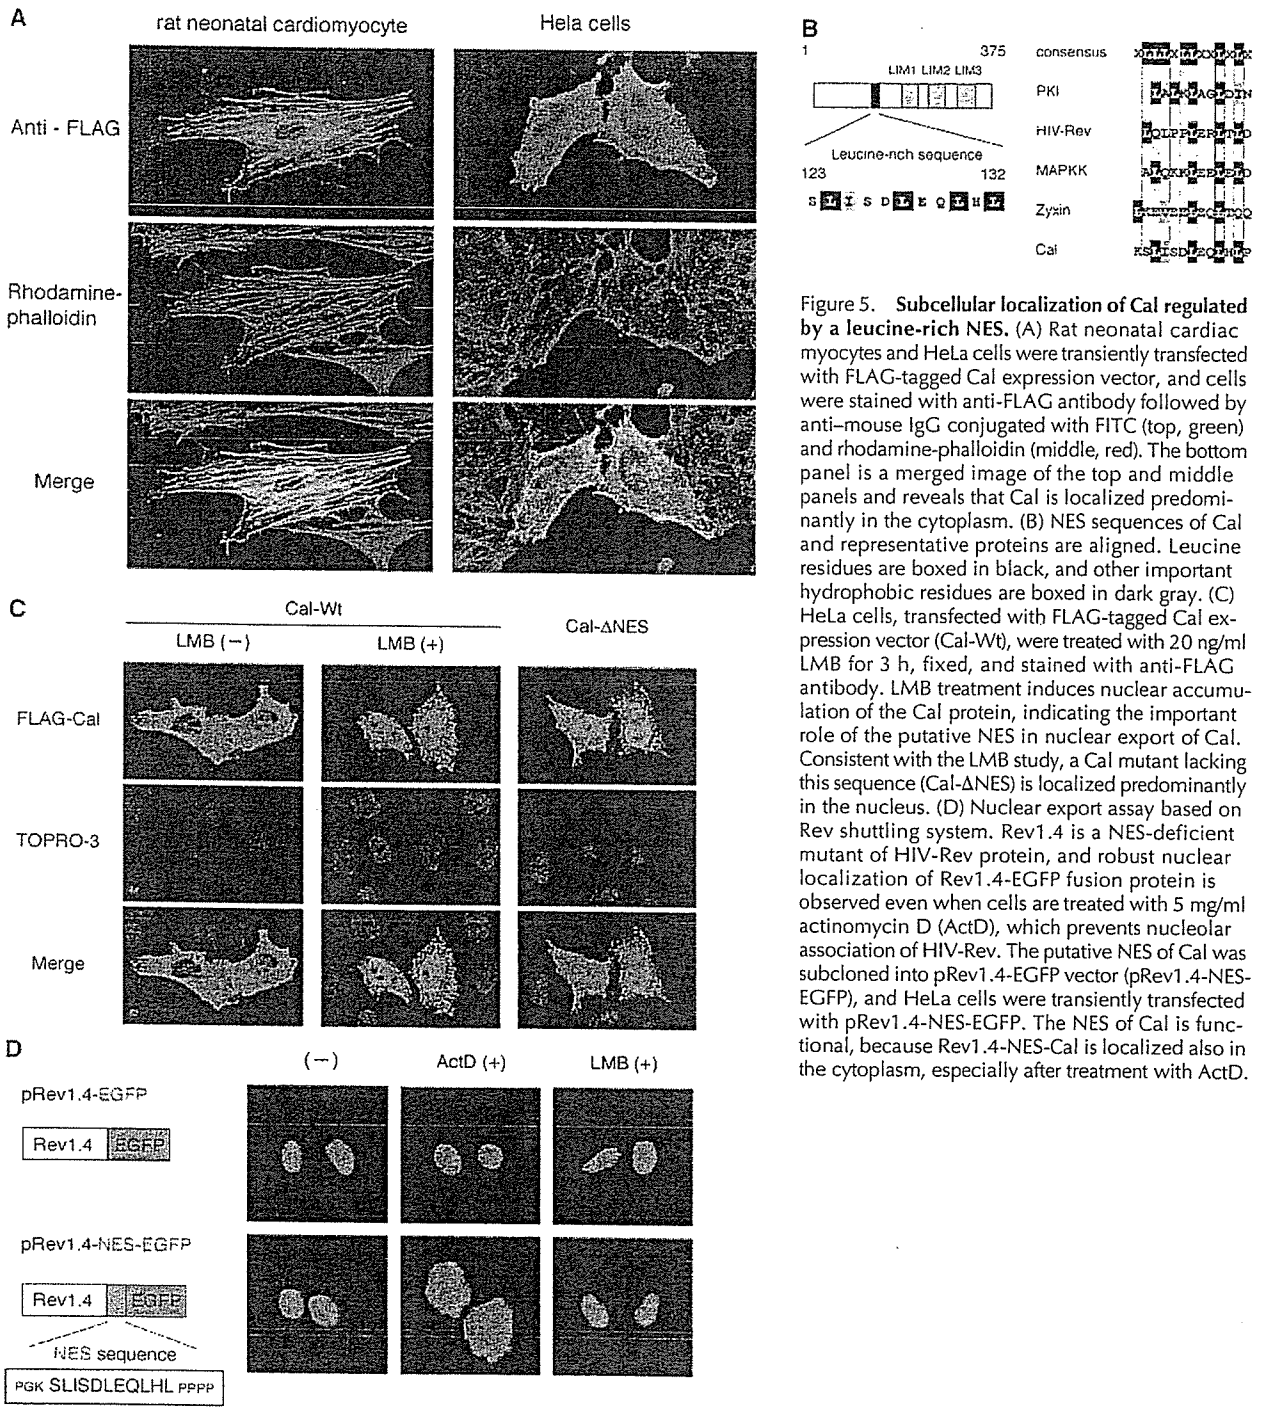 A
rat neonatal cardiomyocyte
Hela cells
Anti - FLAG
Rhodamine-
phalloidin
Merge
B
1
375
LIM1 LIM2 LIM3
Leucine-rich sequence
123
132
S L I S D L E Q L H L
consensus
PKI
HIV-Rev
MAPKK
Zyxin
Cal
KSLISDLEQLHLP
Figure 5. Subcellular localization of Cal regulated
by a leucine-rich NES. (A) Rat neonatal cardiac
myocytes and HeLa cells were transiently transfected
with FLAG-tagged Cal expression vector, and cells
were stained with anti-FLAG antibody followed by
anti–mouse IgG conjugated with FITC (top, green)
and rhodamine-phalloidin (middle, red). The bottom
panel is a merged image of the top and middle
panels and reveals that Cal is localized predomi-
nantly in the cytoplasm. (B) NES sequences of Cal
and representative proteins are aligned. Leucine
residues are boxed in black, and other important
hydrophobic residues are boxed in dark gray. (C)
HeLa cells, transfected with FLAG-tagged Cal ex-
pression vector (Cal-Wt), were treated with 20 ng/ml
LMB for 3 h, fixed, and stained with anti-FLAG
antibody. LMB treatment induces nuclear accumu-
lation of the Cal protein, indicating the important
role of the putative NES in nuclear export of Cal.
Consistent with the LMB study, a Cal mutant lacking
this sequence (Cal-ΔNES) is localized predominantly
in the nucleus. (D) Nuclear export assay based on
Rev shuttling system. Rev1.4 is a NES-deficient
mutant of HIV-Rev protein, and robust nuclear
localization of Rev1.4-EGFP fusion protein is
observed even when cells are treated with 5 mg/ml
actinomycin D (ActD), which prevents nucleolar
association of HIV-Rev. The putative NES of Cal was
subcloned into pRev1.4-EGFP vector (pRev1.4-NES-
EGFP), and HeLa cells were transiently transfected
with pRev1.4-NES-EGFP. The NES of Cal is func-
tional, because Rev1.4-NES-Cal is localized also in
the cytoplasm, especially after treatment with ActD.
C
Cal-Wt
LMB (−)
LMB (+)
Cal-ΔNES
FLAG-Cal
TOPRO-3
Merge
D
(−)
ActD (+)
LMB (+)
pRev1.4-EGFP
Rev1.4 EGFP
pRev1.4-NES-EGFP
Rev1.4 EGFP
NES sequence
PGK SLISDLEQLHL PPPP